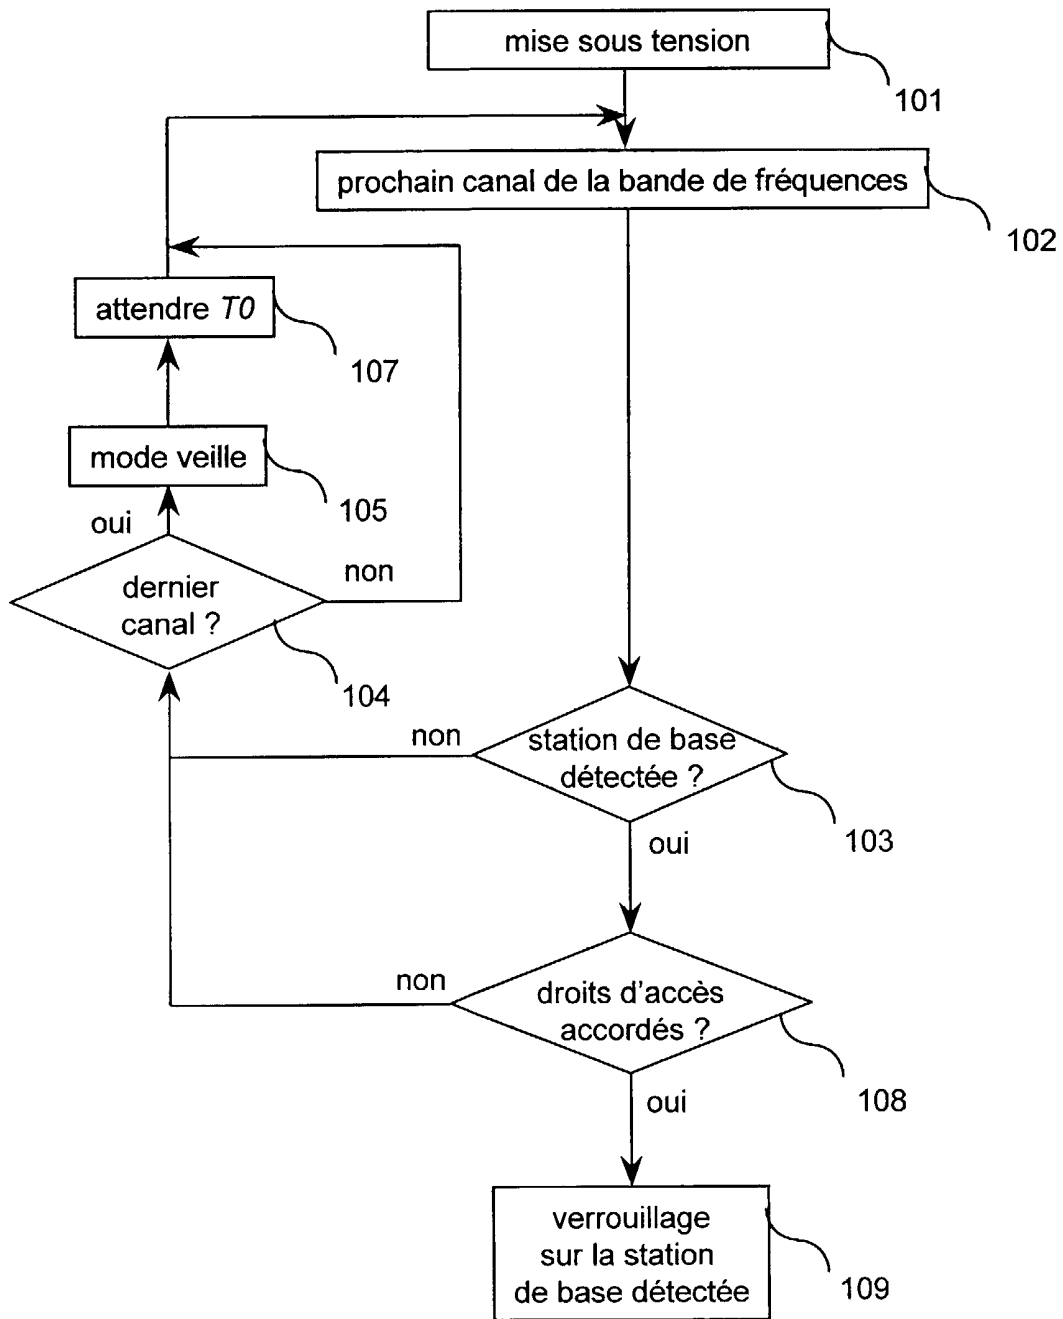 mise sous tension
101
prochain canal de la bande de fréquences
102
attendre T0
107
mode veille
105
oui
dernier
canal ?
non
104
non
station de base
détectée ?
103
oui
non
droits d'accès
accordés ?
108
oui
verrouillage
sur la station
de base détectée
109